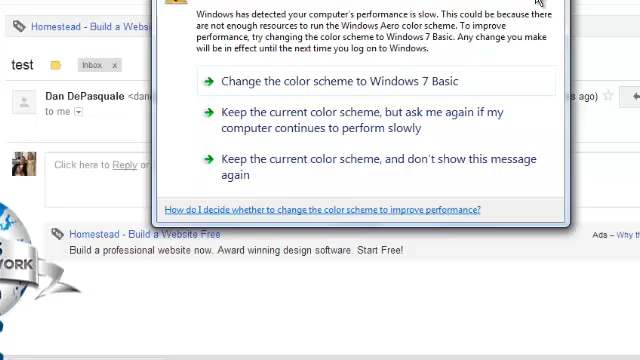 Windows has detected your computer's performance is slow. This could be because there
are not enough resources to run the Windows Aero color scheme. To improve
performance, try changing the color scheme to Windows 7 Basic. Any change you make
will be in effect until the next time you log on to Windows.
Homestead - Build a Webs
test
Inbox x
Change the color scheme to Windows 7 Basic
Dan DePasquale
to me
Keep the current color scheme, but ask me again if my
computer continues to perform slowly
Keep the current color scheme, and don't show this message
again
Click here to Reply or
How do I decide whether to change the color scheme to improve performance?
Homestead - Build a Website Free
Ads – Why th
Build a professional website now. Award winning design software. Start Free!
WORK